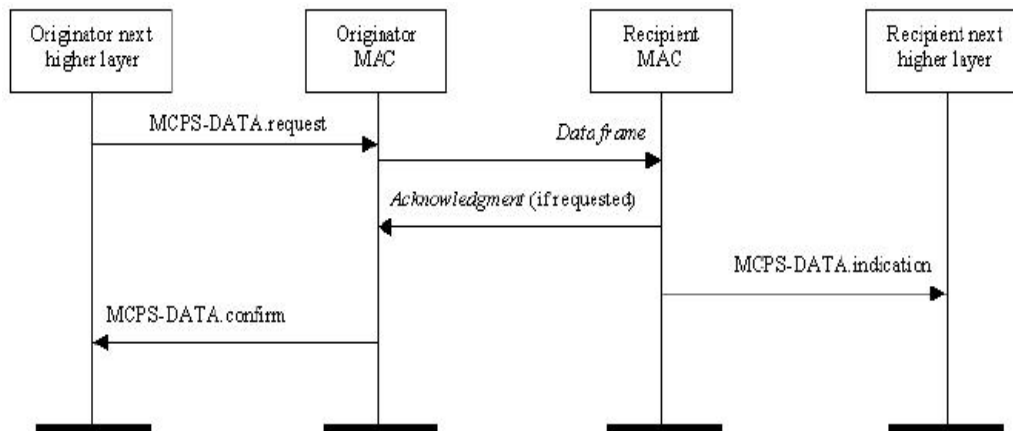 Originator next
higher layer
Originator
MAC
Recipient
MAC
Recipient next
higher layer
MCPS-DATA.request
Data frame
Acknowledgment (if requested)
MCPS-DATA.indication
MCPS-DATA.confirm